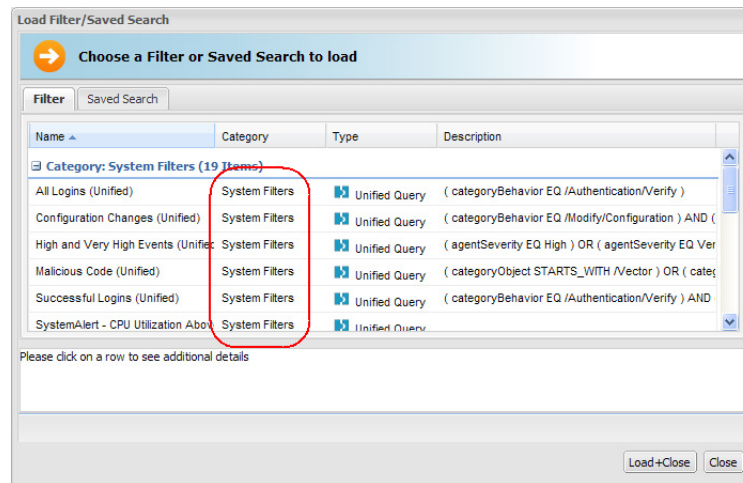 Load Filter/Saved Search
Choose a Filter or Saved Search to load
Filter Saved Search
Name Category Type Description
Category: System Filters (19 Items)
All Logins (Unified) System Filters Unified Query ( categoryBehavior EQ /Authentication/Verify )
Configuration Changes (Unified) System Filters Unified Query ( categoryBehavior EQ /Modify/Configuration ) AND (
High and Very High Events (Unified System Filters Unified Query ( agentSeverity EQ High ) OR ( agentSeverity EQ Ver
Malicious Code (Unified) System Filters Unified Query ( categoryObject STARTS_WITH /Vector ) OR ( categ
Successful Logins (Unified) System Filters Unified Query ( categoryBehavior EQ /Authentication/Verify ) AND
SystemAlert - CPU Utilization Abov System Filters Unified Query
Please click on a row to see additional details
Load+Close Close